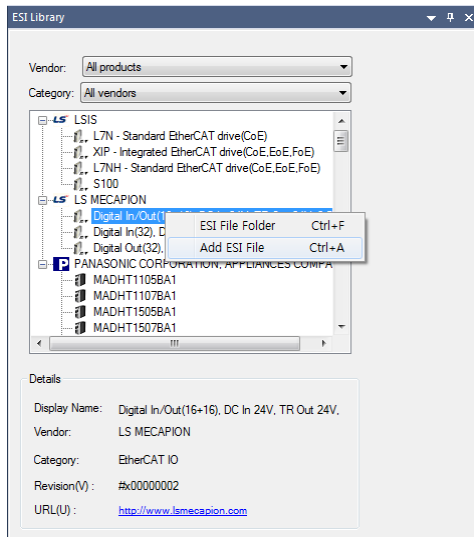 ESI Library
Vendor: All products
Category: All vendors
LS LSIS
L7N - Standard EtherCAT drive(CoE)
XIP - Integrated EtherCAT drive(CoE,EoE,FoE)
L7NH - Standard EtherCAT drive(CoE,EoE,FoE)
S100
LS LS MECAPION
Digital In/Out(1
Digital In(32), D
Digital Out(32),
ESI File Folder Ctrl+F
Add ESI File Ctrl+A
P PANASONIC CORPORATION, APPLIANCES COMPA
MADHT1105BA1
MADHT1107BA1
MADHT1505BA1
MADHT1507BA1
Details
Display Name: Digital In/Out(16+16), DC In 24V, TR Out 24V,
Vendor: LS MECAPION
Category: EtherCAT IO
Revision(V) : #x00000002
URL(U) : http://www.lsmecapion.com